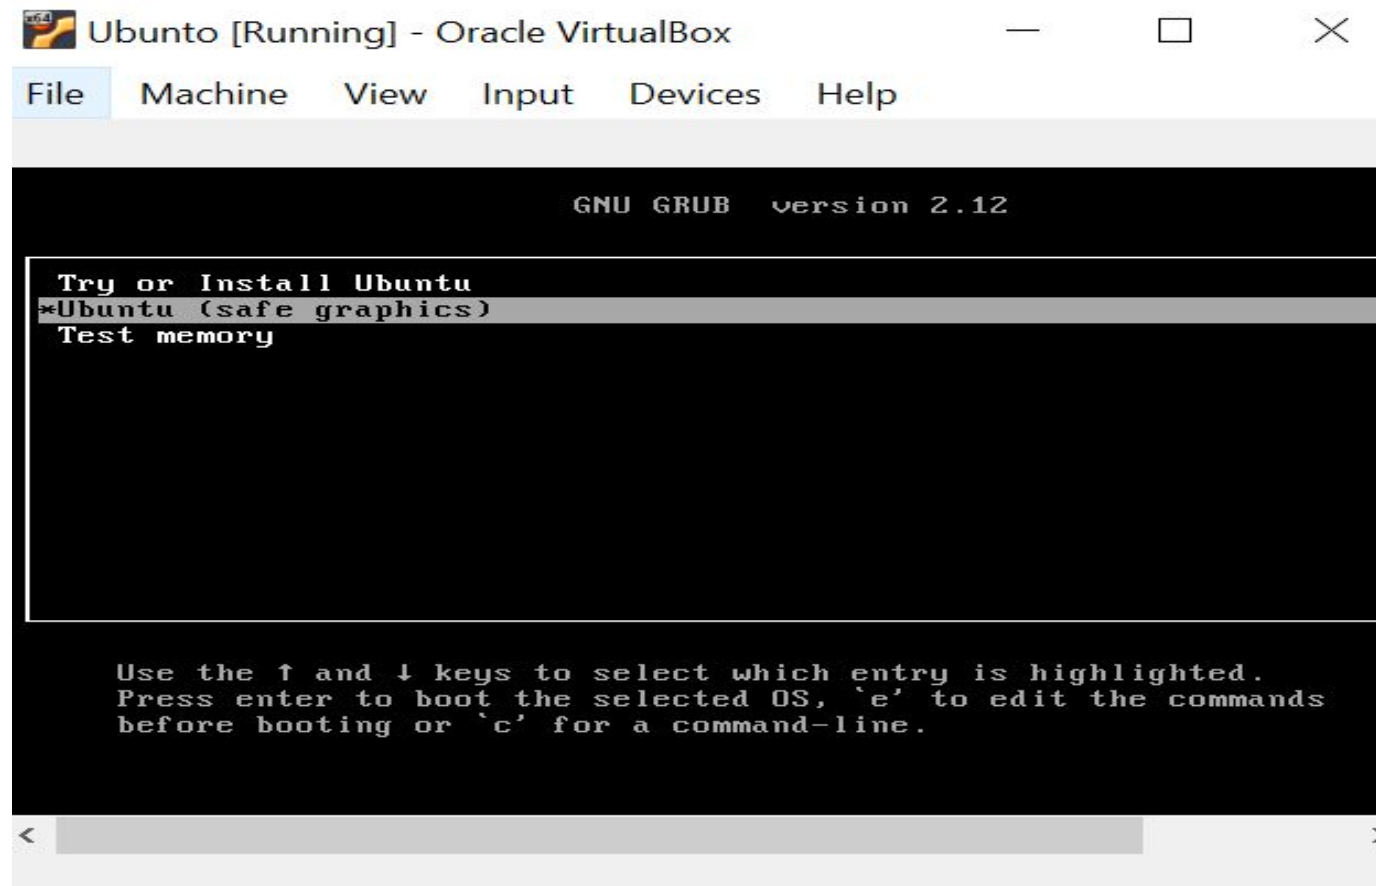 x64
Ubunto [Running] - Oracle VirtualBox
File Machine View Input Devices Help
GNU GRUB version 2.12
Try or Install Ubuntu
*Ubuntu (safe graphics)
Test memory
Use the ↑ and ↓ keys to select which entry is highlighted.
Press enter to boot the selected OS, `e' to edit the commands
before booting or `c' for a command-line.